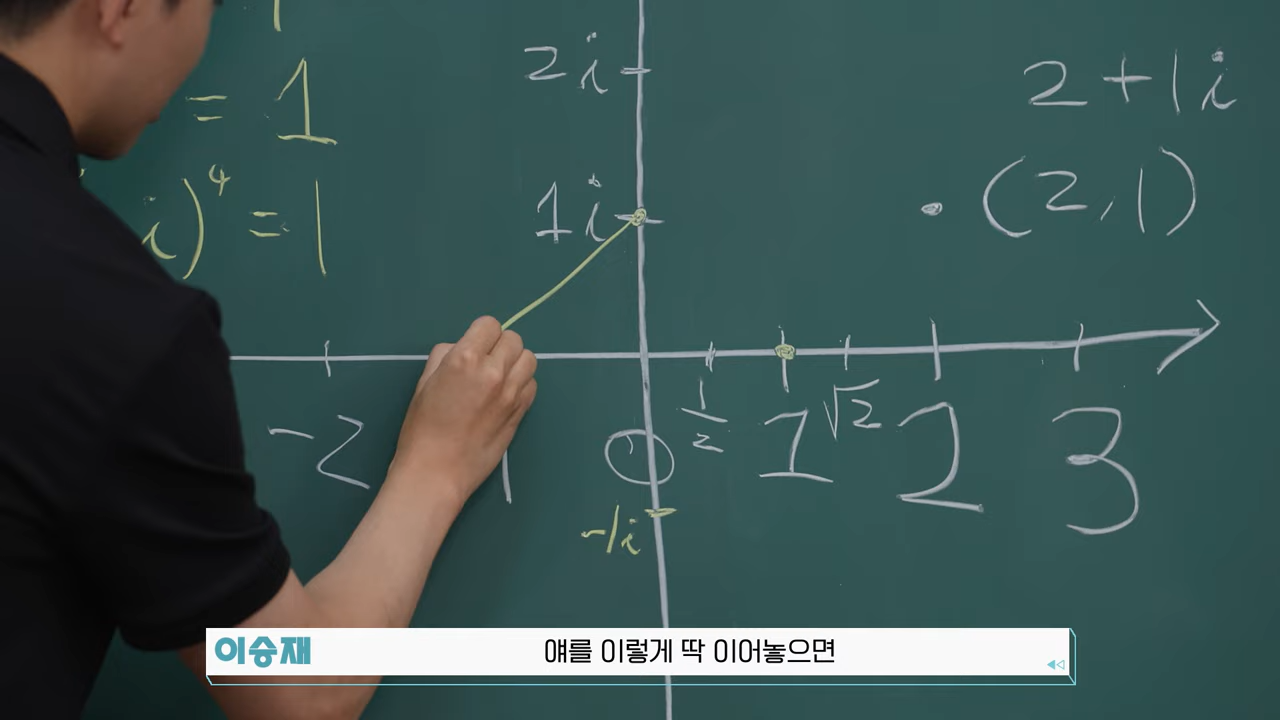 = 1
i)⁴ = 1
2i
1i
2 + 1i
(2, 1)
-2
0 1/2 1 √2 2 3
-1i
이승재
얘를 이렇게 딱 이어놓으면